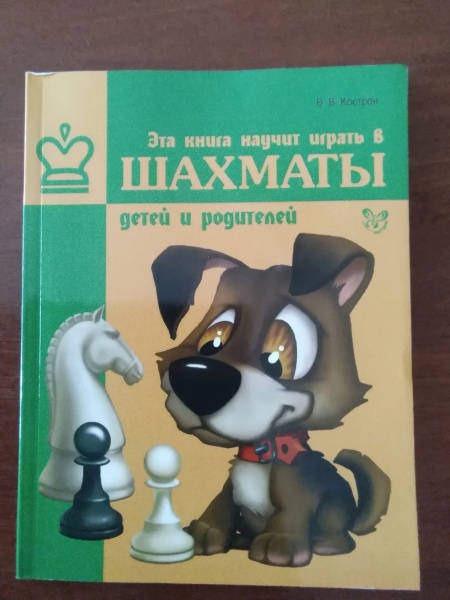 В. В. Костров
Эта книга научит играть в
ШАХМАТЫ
детей и родителей